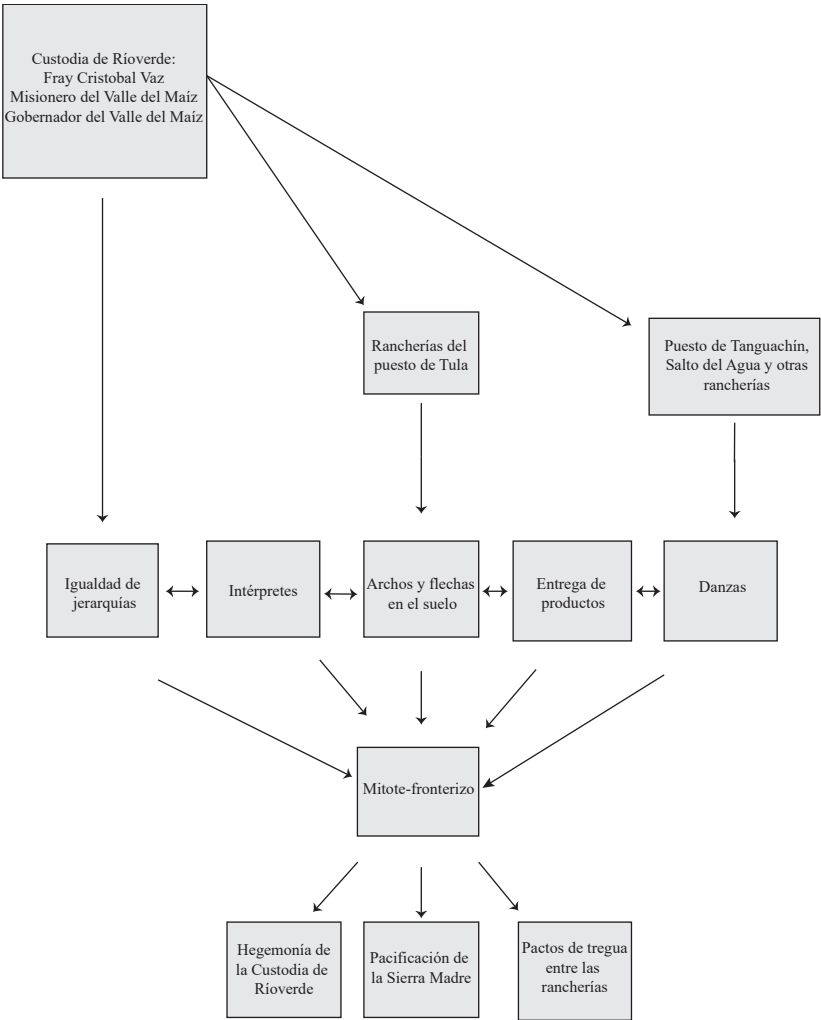 Custodia de Ríoverde:
Fray Cristobal Vaz
Misionero del Valle del Maíz
Gobernador del Valle del Maíz
Rancherías del
puesto de Tula
Puesto de Tanguachín,
Salto del Agua y otras
rancherías
Igualdad de
jerarquías
Intérpretes
Archos y flechas
en el suelo
Entrega de
productos
Danzas
Mitote-fronterizo
Hegemonía de
la Custodia de
Ríoverde
Pacificación de
la Sierra Madre
Pactos de tregua
entre las
rancherías